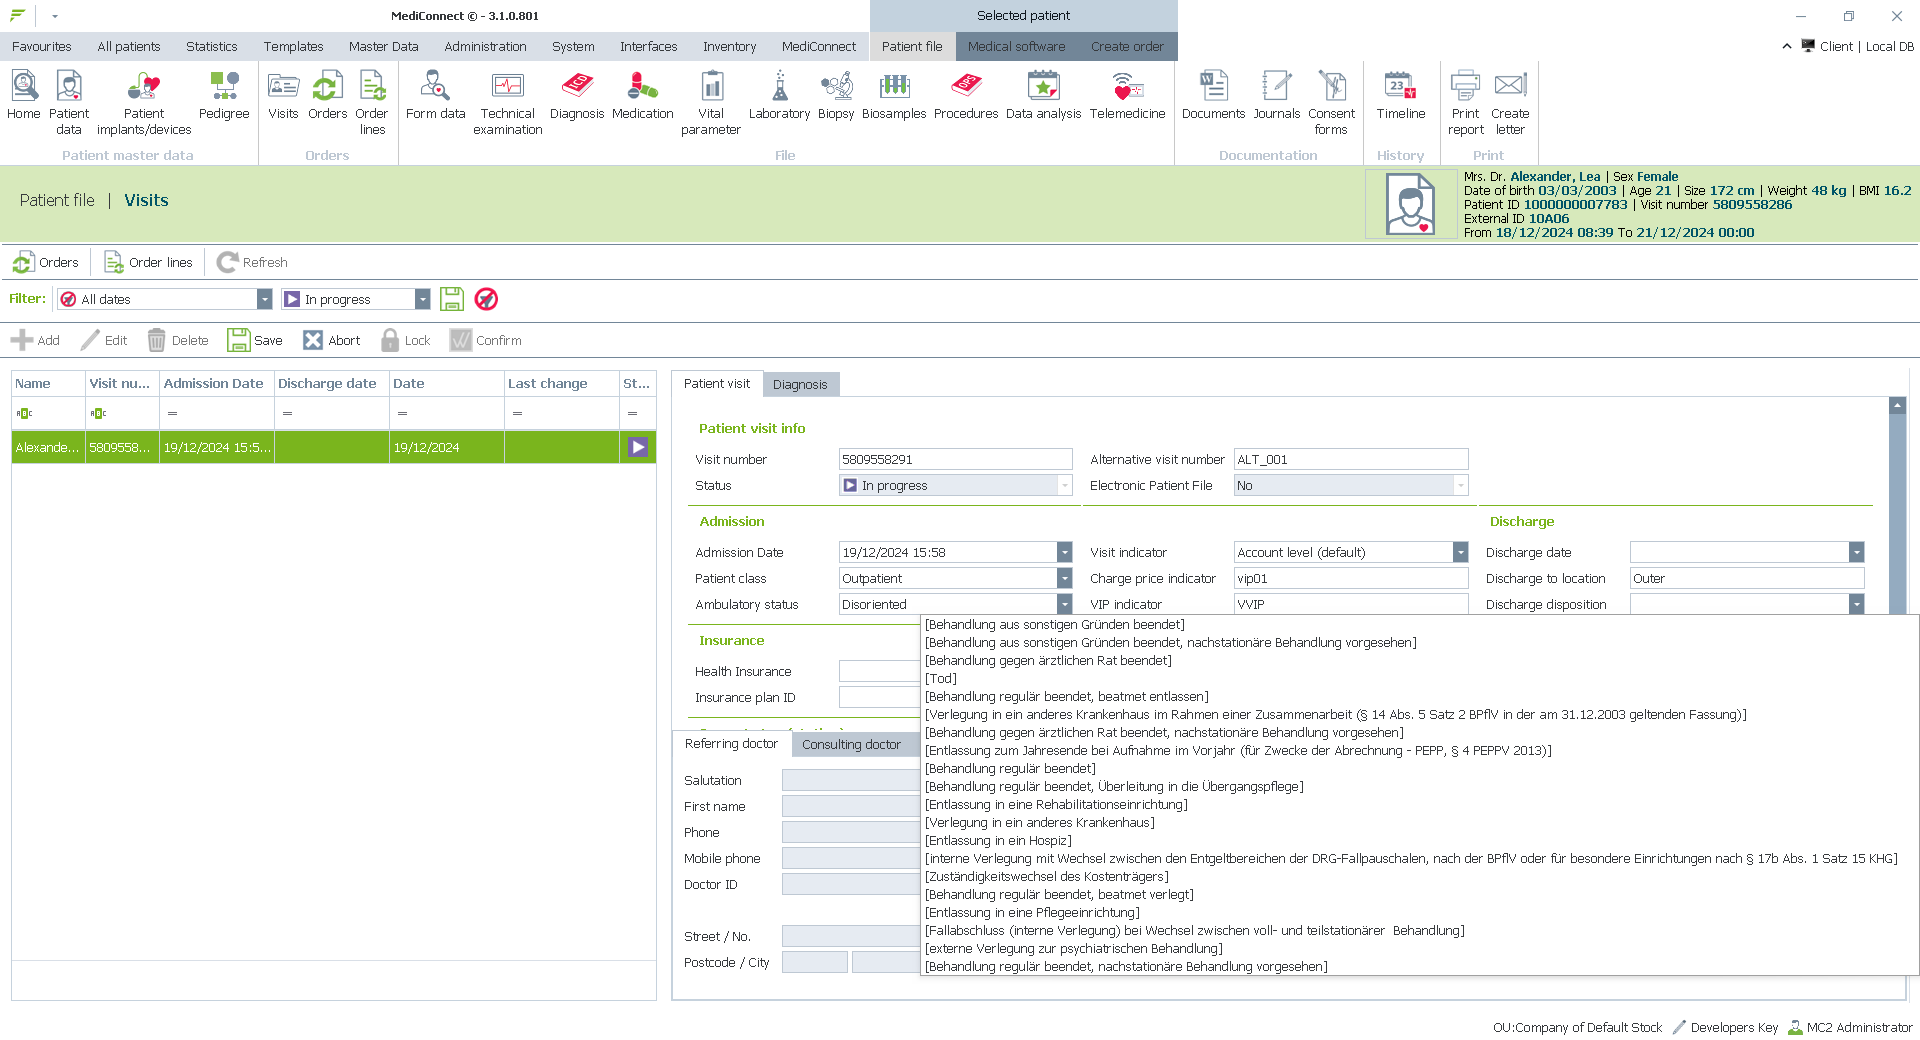 MediConnect © - 3.1.0.801
Selected patient
Favourites All patients Statistics Templates Master Data Administration System Interfaces Inventory MediConnect Patient file Medical software Create order
Client | Local DB
Home Patient data Patient implants/devices Pedigree
Visits Orders Order lines
Form data Technical examination Diagnosis Medication Vital parameter Laboratory Biopsy Biosamples Procedures Data analysis Telemedicine
Documents Journals Consent forms
Timeline
Print report Create letter
Patient master data Orders File Documentation History Print
Patient file | Visits
Mrs. Dr. Alexander, Lea | Sex Female
Date of birth 03/03/2003 | Age 21 | Size 172 cm | Weight 48 kg | BMI 16.2
Patient ID 1000000007783 | Visit number 5809558286
External ID 10A06
From 18/12/2024 08:39 To 21/12/2024 00:00
Orders Order lines Refresh
Filter: All dates In progress
Add Edit Delete Save Abort Lock Confirm
Name Visit nu... Admission Date Discharge date Date Last change St...
Alexande... 5809558... 19/12/2024 15:5... 19/12/2024
Patient visit Diagnosis
Patient visit info
Visit number 5809558291 Alternative visit number ALT_001
Status In progress Electronic Patient File No
Admission Discharge
Admission Date 19/12/2024 15:58 Visit indicator Account level (default) Discharge date
Patient class Outpatient Charge price indicator vip01 Discharge to location Outer
Ambulatory status Disoriented VIP indicator VVIP Discharge disposition
Insurance
Health Insurance
Insurance plan ID
Referring doctor Consulting doctor
Salutation
First name
Phone
Mobile phone
Doctor ID
Street / No.
Postcode / City
[Behandlung aus sonstigen Gründen beendet]
[Behandlung aus sonstigen Gründen beendet, nachstationäre Behandlung vorgesehen]
[Behandlung gegen ärztlichen Rat beendet]
[Tod]
[Behandlung regulär beendet, beatmet entlassen]
[Verlegung in ein anderes Krankenhaus im Rahmen einer Zusammenarbeit (§ 14 Abs. 5 Satz 2 BPflV in der am 31.12.2003 geltenden Fassung)]
[Behandlung gegen ärztlichen Rat beendet, nachstationäre Behandlung vorgesehen]
[Entlassung zum Jahresende bei Aufnahme im Vorjahr (für Zwecke der Abrechnung - PEPP, § 4 PEPPV 2013)]
[Behandlung regulär beendet]
[Behandlung regulär beendet, Überleitung in die Übergangspflege]
[Entlassung in eine Rehabilitationseinrichtung]
[Verlegung in ein anderes Krankenhaus]
[Entlassung in ein Hospiz]
[interne Verlegung mit Wechsel zwischen den Entgeltbereichen der DRG-Fallpauschalen, nach der BPflV oder für besondere Einrichtungen nach § 17b Abs. 1 Satz 15 KHG]
[Zuständigkeitswechsel des Kostenträgers]
[Behandlung regulär beendet, beatmet verlegt]
[Entlassung in eine Pflegeeinrichtung]
[Fallabschluss (interne Verlegung) bei Wechsel zwischen voll- und teilstationärer  Behandlung]
[externe Verlegung zur psychiatrischen Behandlung]
[Behandlung regulär beendet, nachstationäre Behandlung vorgesehen]
OU:Company of Default Stock Developers Key MC2 Administrator